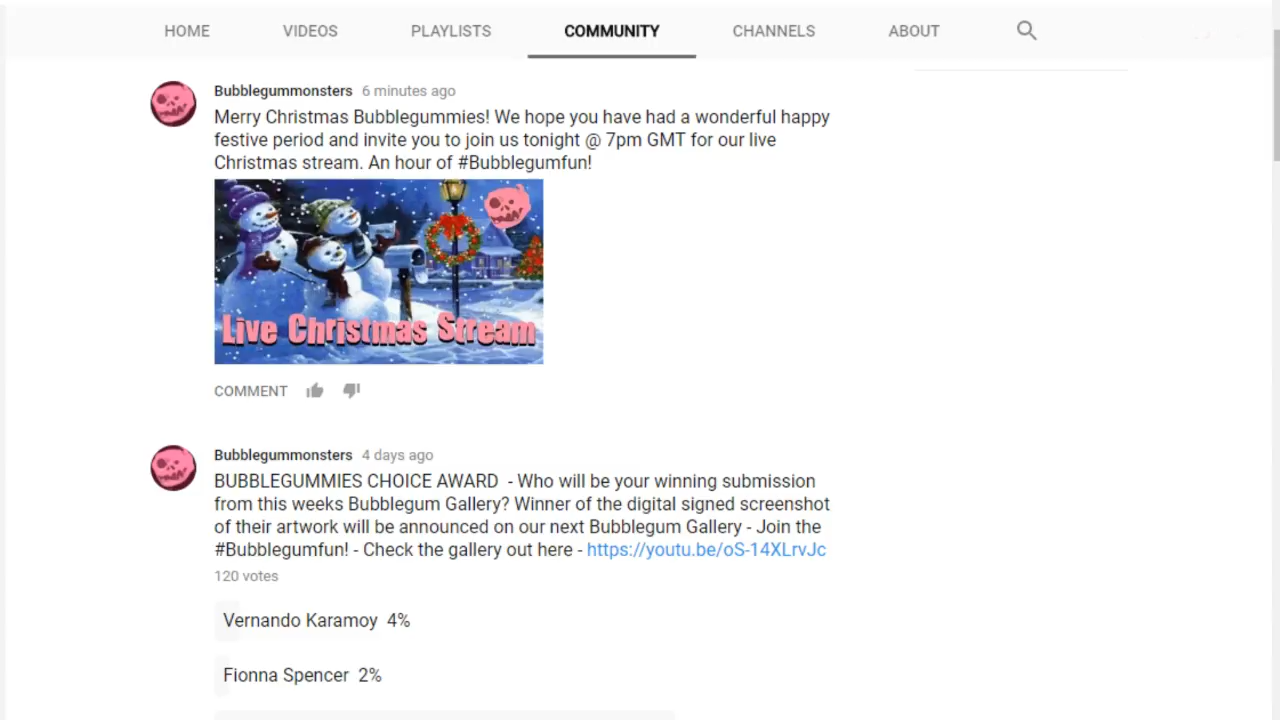 HOME VIDEOS PLAYLISTS COMMUNITY CHANNELS ABOUT
Bubblegummonsters 6 minutes ago
Merry Christmas Bubblegummies! We hope you have had a wonderful happy
festive period and invite you to join us tonight @ 7pm GMT for our live
Christmas stream. An hour of #Bubblegumfun!
Live Christmas Stream
COMMENT
Bubblegummonsters 4 days ago
BUBBLEGUMMIES CHOICE AWARD - Who will be your winning submission
from this weeks Bubblegum Gallery? Winner of the digital signed screenshot
of their artwork will be announced on our next Bubblegum Gallery - Join the
#Bubblegumfun! - Check the gallery out here - https://youtu.be/oS-14XLrvJc
120 votes
Vernando Karamoy 4%
Fionna Spencer 2%